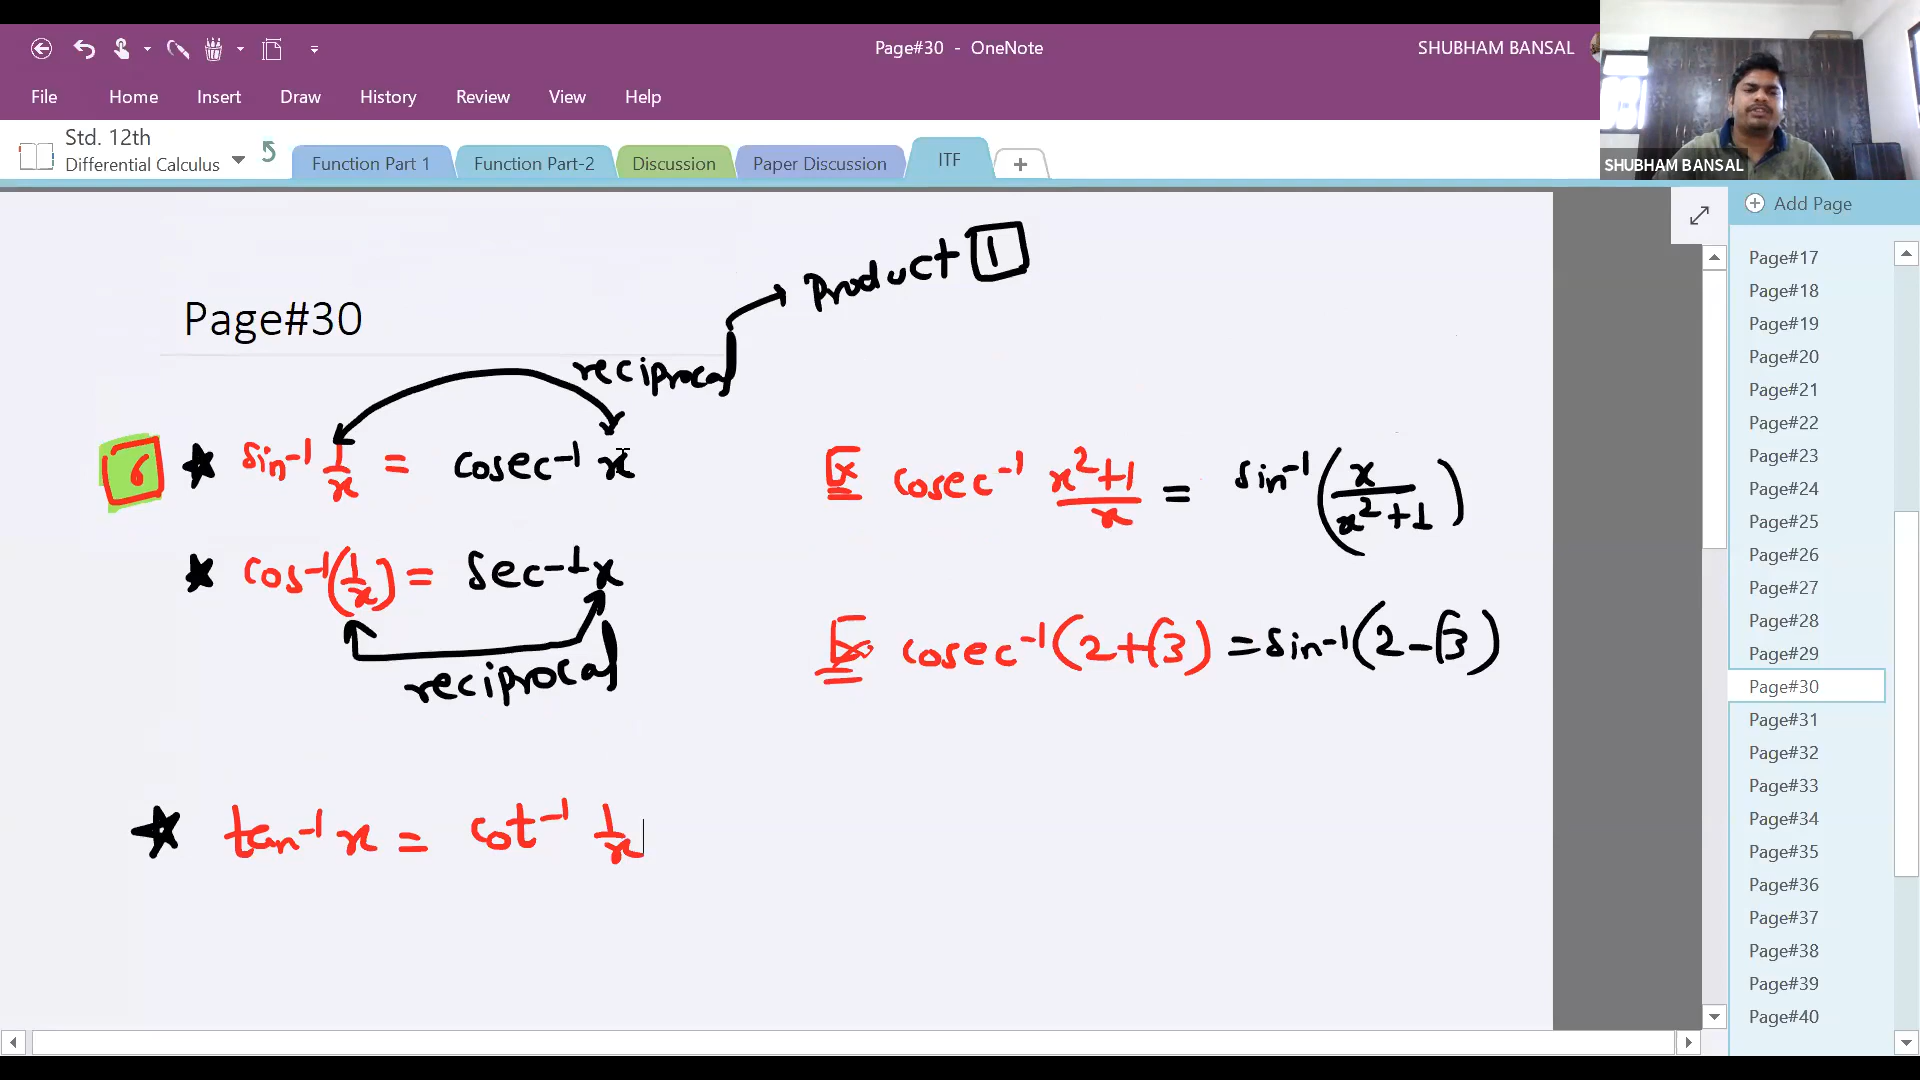 Page#30 - OneNote
SHUBHAM BANSAL
File Home Insert Draw History Review View Help
Std. 12th
Differential Calculus
Function Part 1
Function Part-2
Discussion
Paper Discussion
ITF
+
SHUBHAM BANSAL
Add Page
Page#30
Product 1
reciprocal
6 ★ sin⁻¹ 1/x = cosec⁻¹ x
★ cos⁻¹(1/x) = sec⁻¹ x
reciprocal
★ tan⁻¹ x = cot⁻¹ 1/x
Ex cosec⁻¹ x²+1/x = sin⁻¹(x/x²+1)
Ex cosec⁻¹(2+√3) = sin⁻¹(2-√3)
Page#17
Page#18
Page#19
Page#20
Page#21
Page#22
Page#23
Page#24
Page#25
Page#26
Page#27
Page#28
Page#29
Page#30
Page#31
Page#32
Page#33
Page#34
Page#35
Page#36
Page#37
Page#38
Page#39
Page#40